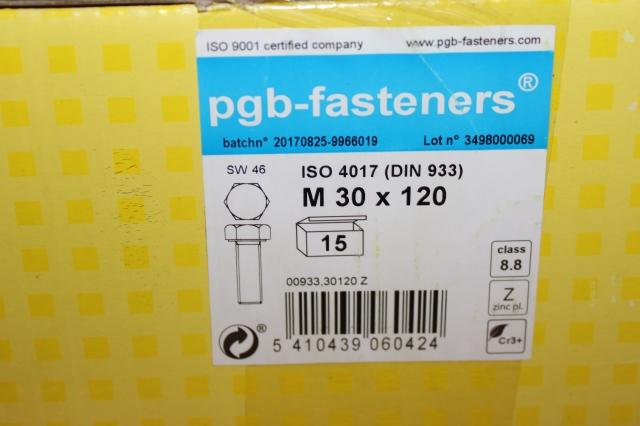 ISO 9001 certified company
www.pgb-fasteners.com
pgb-fasteners®
batchn° 20170825-9966019
Lot n° 3498000069
SW 46
ISO 4017 (DIN 933)
M 30 x 120
15
class
8.8
Z
zinc pl.
Cr3+
00933,30120 Z
®
5 410439 060424